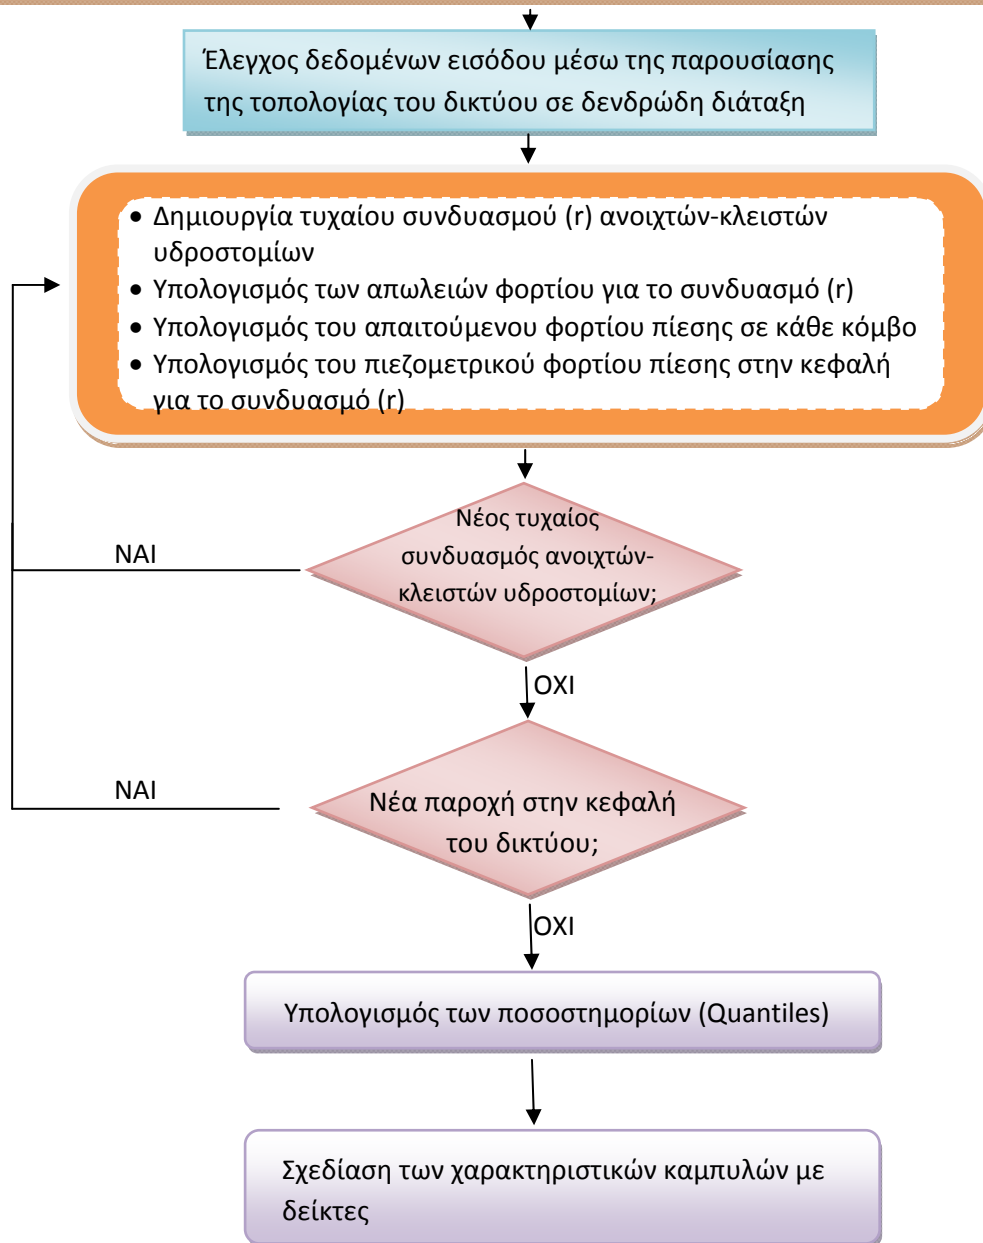 Έλεγχος δεδομένων εισόδου μέσω της παρουσίασης
της τοπολογίας του δικτύου σε δενδρώδη διάταξη
• Δημιουργία τυχαίου συνδυασμού (r) ανοιχτών-κλειστών
υδροστομίων
• Υπολογισμός των απωλειών φορτίου για το συνδυασμό (r)
• Υπολογισμός του απαιτούμενου φορτίου πίεσης σε κάθε κόμβο
• Υπολογισμός του πιεζομετρικού φορτίου πίεσης στην κεφαλή
για το συνδυασμό (r)
Νέος τυχαίος
συνδυασμός ανοιχτών-
κλειστών υδροστομίων;
ΝΑΙ
ΟΧΙ
Νέα παροχή στην κεφαλή
του δικτύου;
ΝΑΙ
ΟΧΙ
Υπολογισμός των ποσοστημορίων (Quantiles)
Σχεδίαση των χαρακτηριστικών καμπυλών με
δείκτες